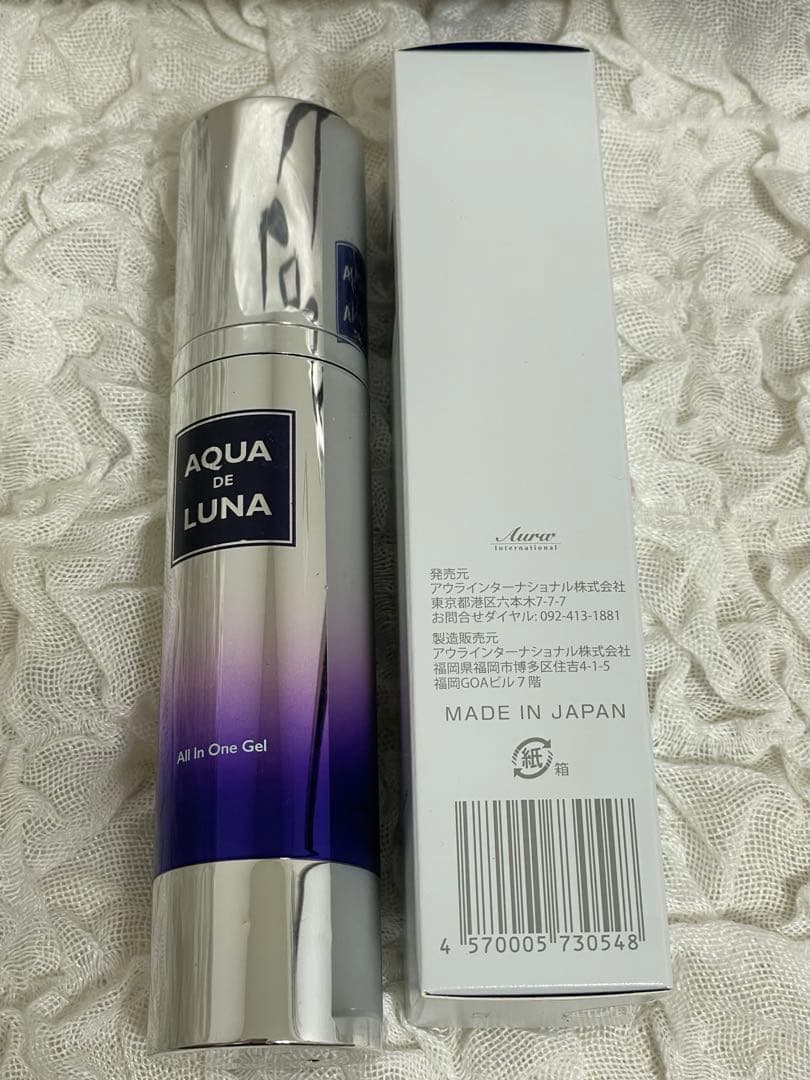 AQUA
DE
LUNA
All In One Gel
Aura
International
発売元
アウラインターナショナル株式会社
東京都港区六本木7-7-7
お問合せダイヤル: 092-413-1881
製造販売元
アウラインターナショナル株式会社
福岡県福岡市博多区住吉4-1-5
福岡GOAビル７階
MADE IN JAPAN
紙
箱
4 570005 730548